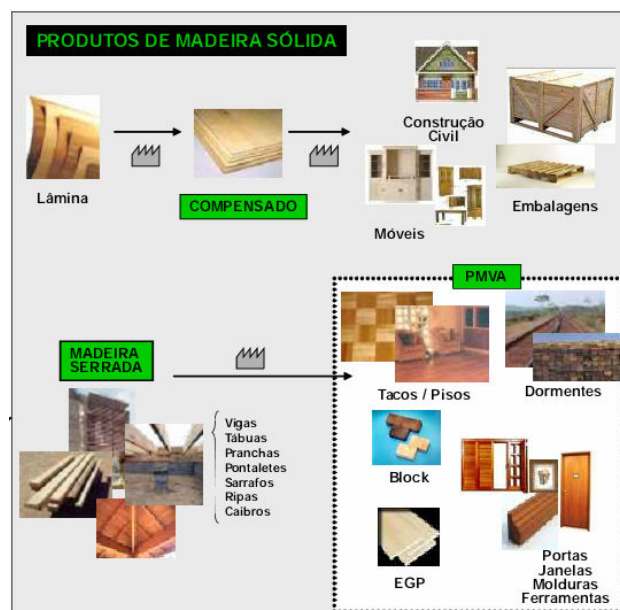 PRODUTOS DE MADEIRA SÓLIDA
Construção
Civil
Lâmina
COMPENSADO
Móveis
Embalagens
PMVA
MADEIRA
SERRADA
Tacos / Pisos
Dormentes
Vigas
Tábuas
Pranchas
Pontaletes
Sarrafos
Ripas
Caibros
Block
EGP
Portas
Janelas
Molduras
Ferramentas